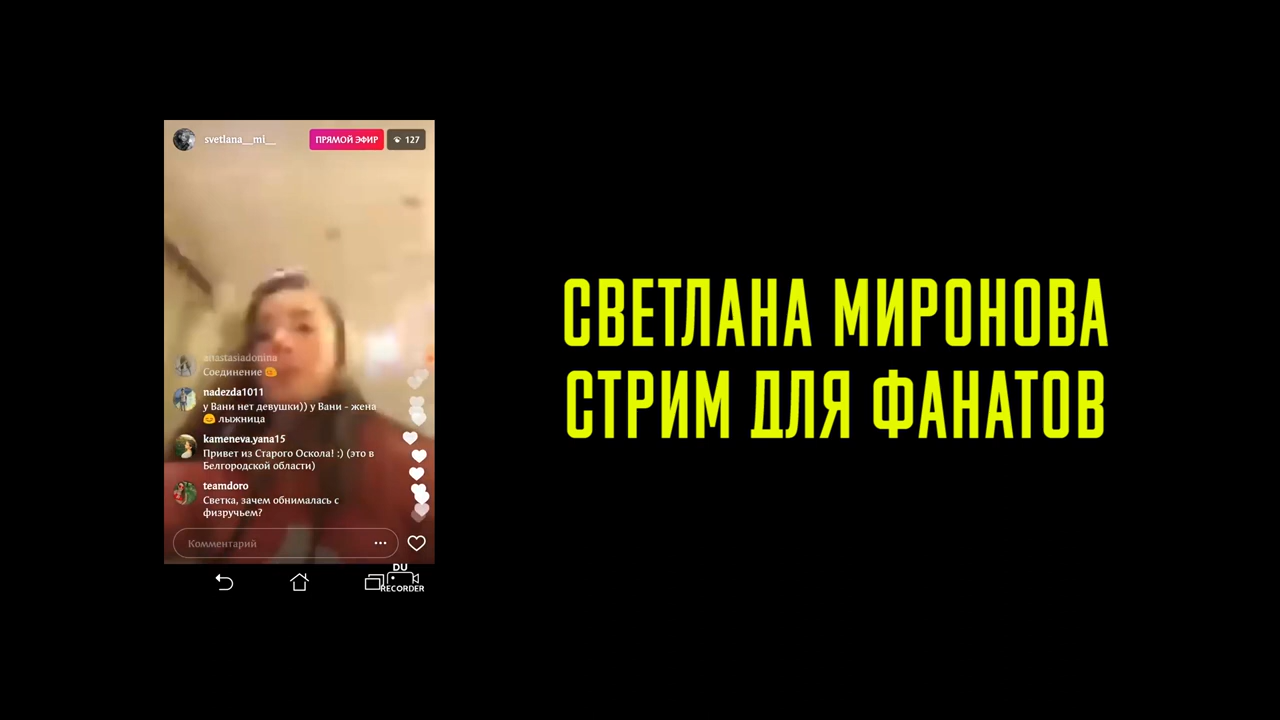 svetlana__mi__ ПРЯМОЙ ЭФИР 127
anastasiadonina
Соединение
nadezda1011
у Вани нет девушки)) у Вани - жена
лыжница
kameneva.yana15
Привет из Старого Оскола! :) (это в
Белгородской области)
teamdoro
Светка, зачем обнималась с
физручьем?
Комментарий
DU
RECORDER
СВЕТЛАНА МИРОНОВА
СТРИМ ДЛЯ ФАНАТОВ